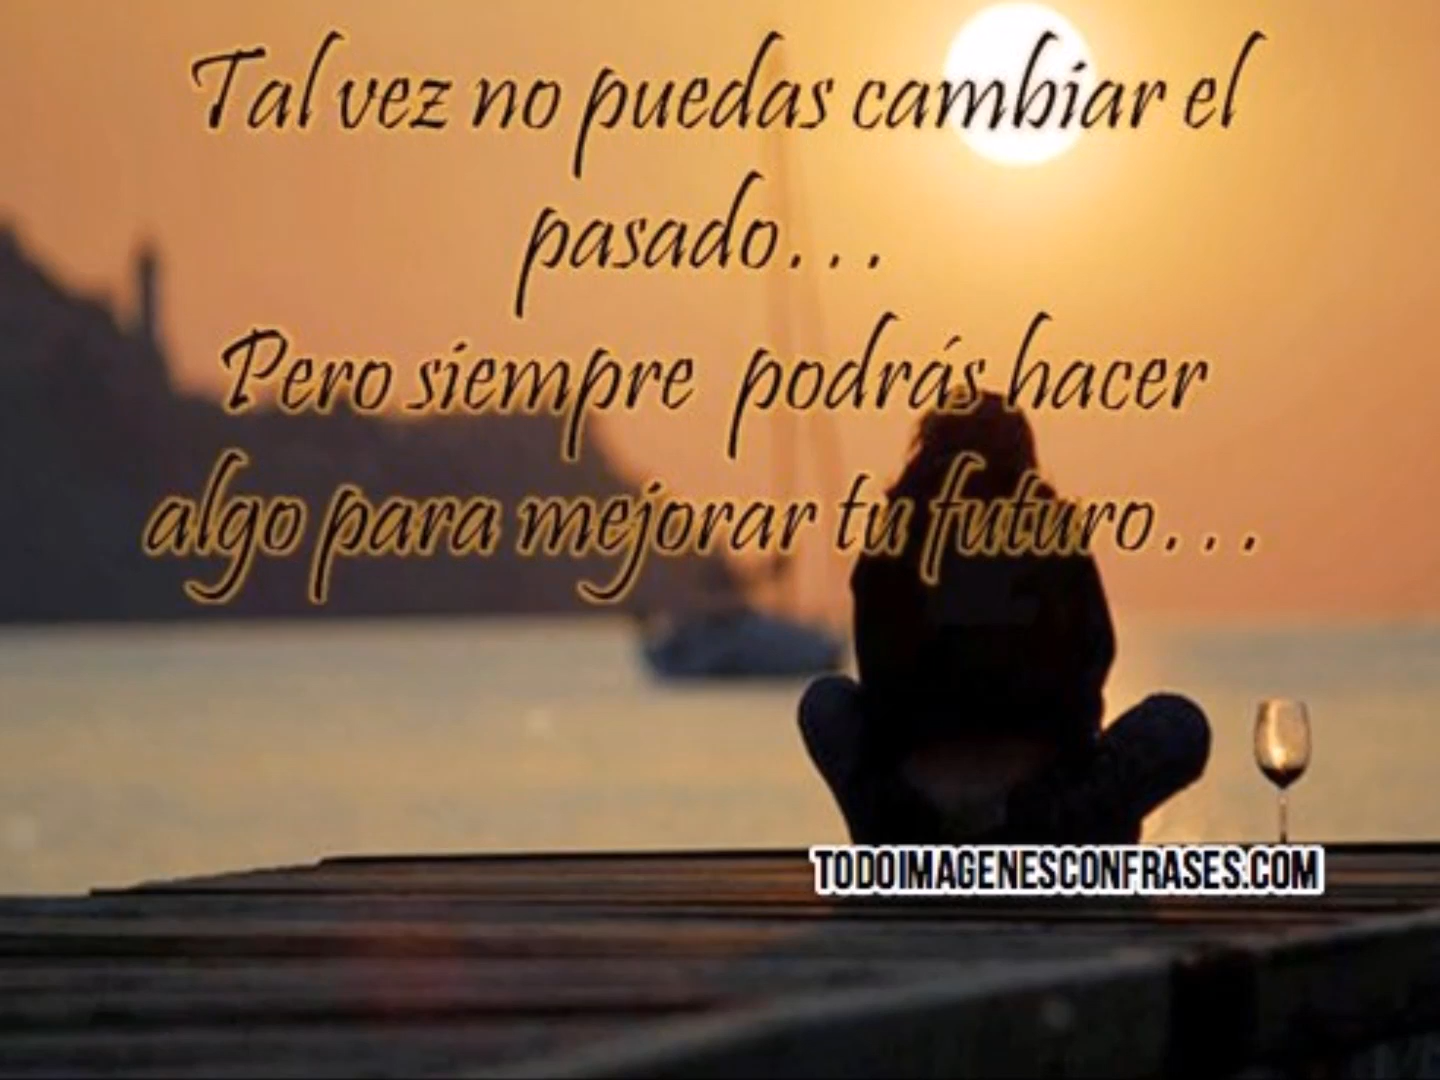 Tal vez no puedas cambiar el
pasado...
Pero siempre podrás hacer
algo para mejorar tu futuro...
TODOIMAGENESCONFRASES.COM